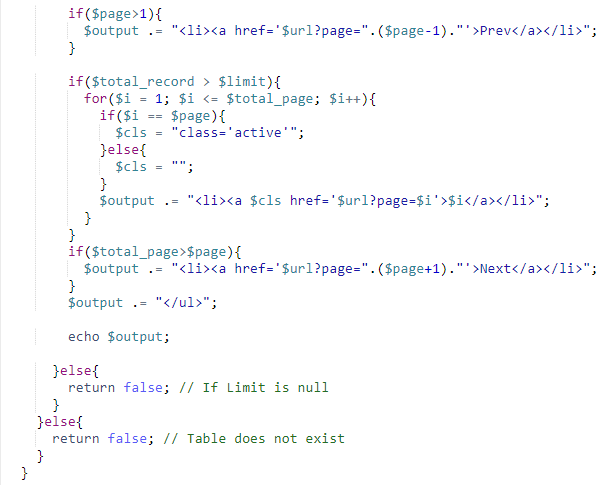 if($page>1){
$output .= "<li><a href='$url?page=".($page-1)."'>Prev</a></li>";
}
if($total_record > $limit){
for($i = 1; $i <= $total_page; $i++){
if($i == $page){
$cls = "class='active'";
}else{
$cls = "";
}
$output .= "<li><a $cls href='$url?page=$i'>$i</a></li>";
}
}
if($total_page>$page){
$output .= "<li><a href='$url?page=".($page+1)."'>Next</a></li>";
}
$output .= "</ul>";
echo $output;
}else{
return false; // If Limit is null
}
}else{
return false; // Table does not exist
}
}